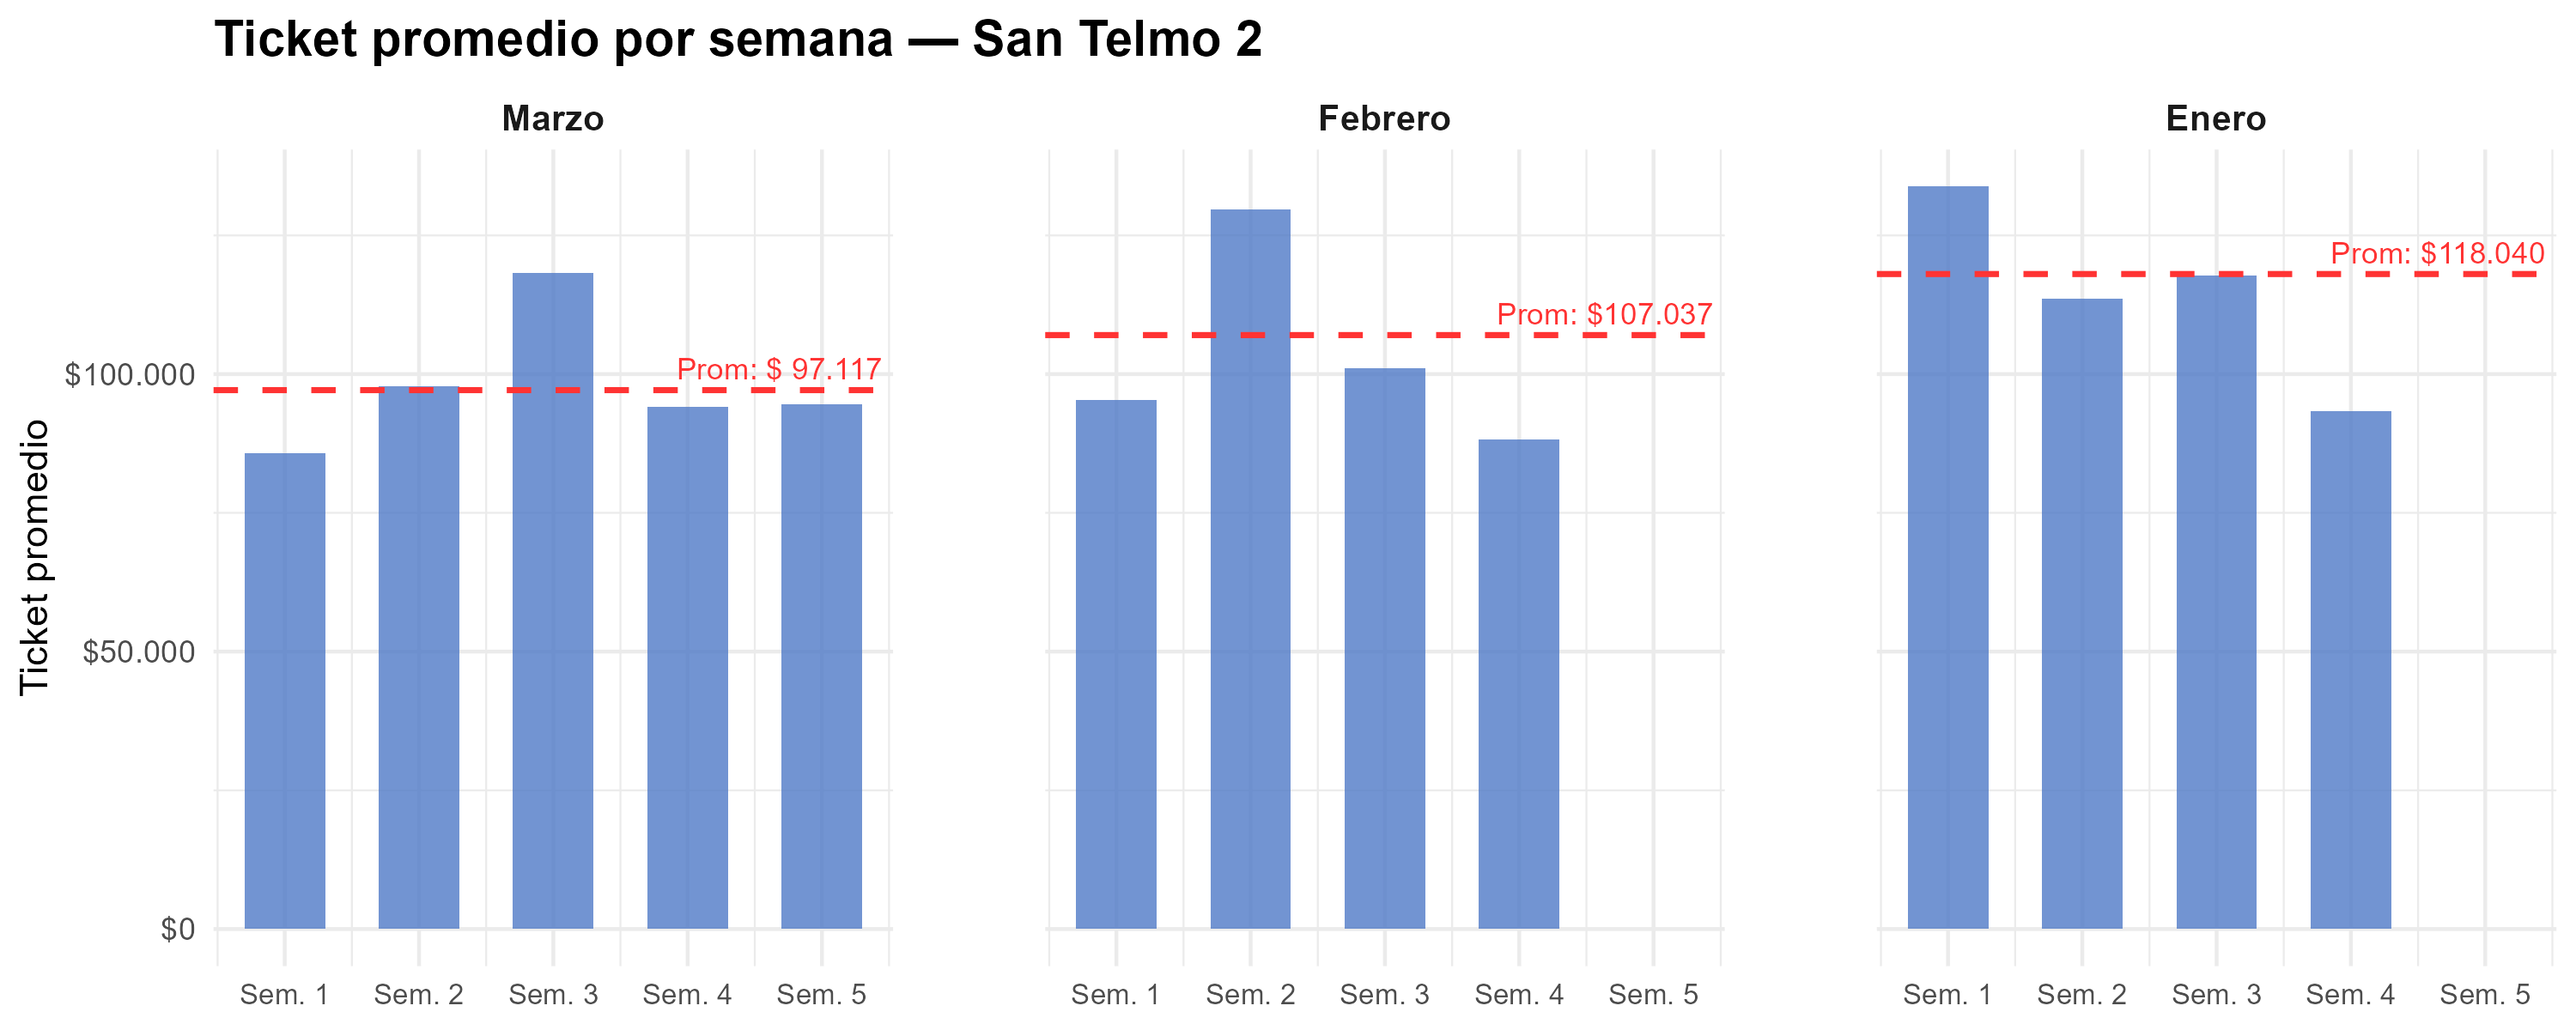 Ticket promedio por semana — San Telmo 2
Marzo
Febrero
Enero
Ticket promedio
$100.000
$50.000
$0
Prom: $ 97.117
Prom: $107.037
Prom: $118.040
Sem. 1 Sem. 2 Sem. 3 Sem. 4 Sem. 5
Sem. 1 Sem. 2 Sem. 3 Sem. 4 Sem. 5
Sem. 1 Sem. 2 Sem. 3 Sem. 4 Sem. 5